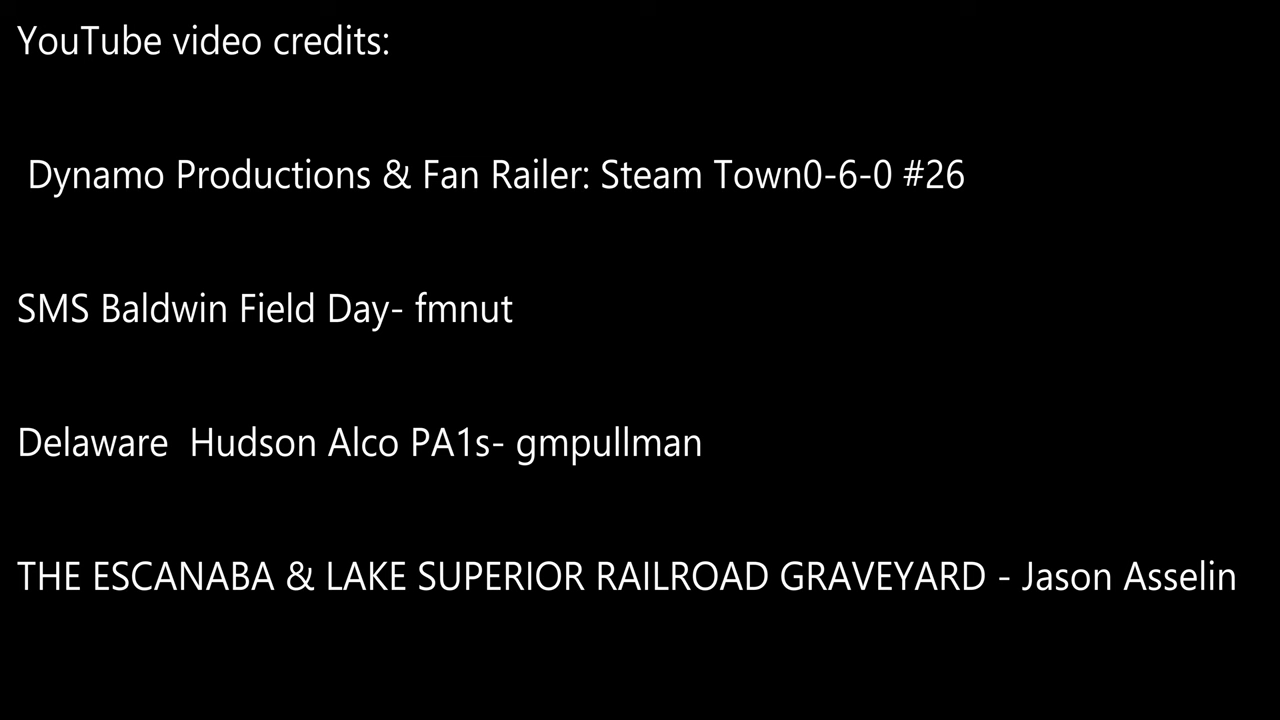 YouTube video credits:
Dynamo Productions & Fan Railer: Steam Town0-6-0 #26
SMS Baldwin Field Day- fmnut
Delaware  Hudson Alco PA1s- gmpullman
THE ESCANABA & LAKE SUPERIOR RAILROAD GRAVEYARD - Jason Asselin